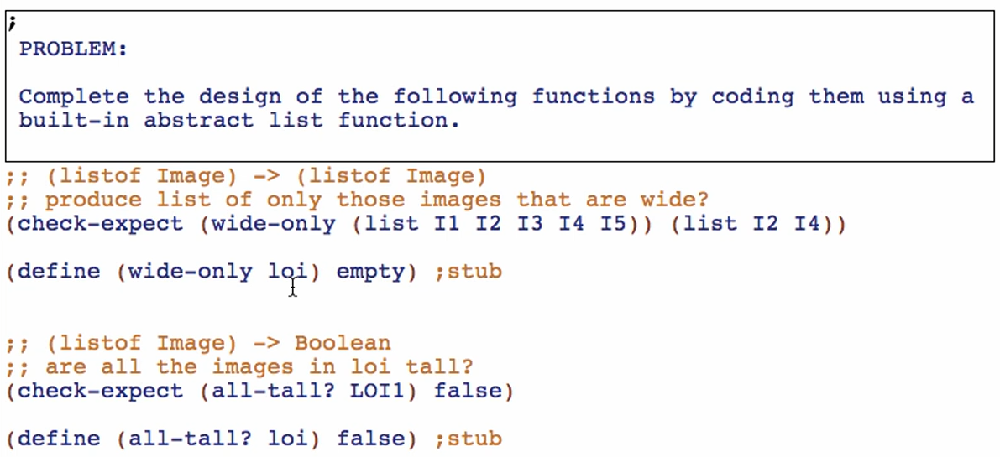 ;
PROBLEM:
Complete the design of the following functions by coding them using a
built-in abstract list function.
;; (listof Image) -> (listof Image)
;; produce list of only those images that are wide?
(check-expect (wide-only (list I1 I2 I3 I4 I5)) (list I2 I4))
(define (wide-only loi) empty) ;stub
;; (listof Image) -> Boolean
;; are all the images in loi tall?
(check-expect (all-tall? LOI1) false)
(define (all-tall? loi) false) ;stub